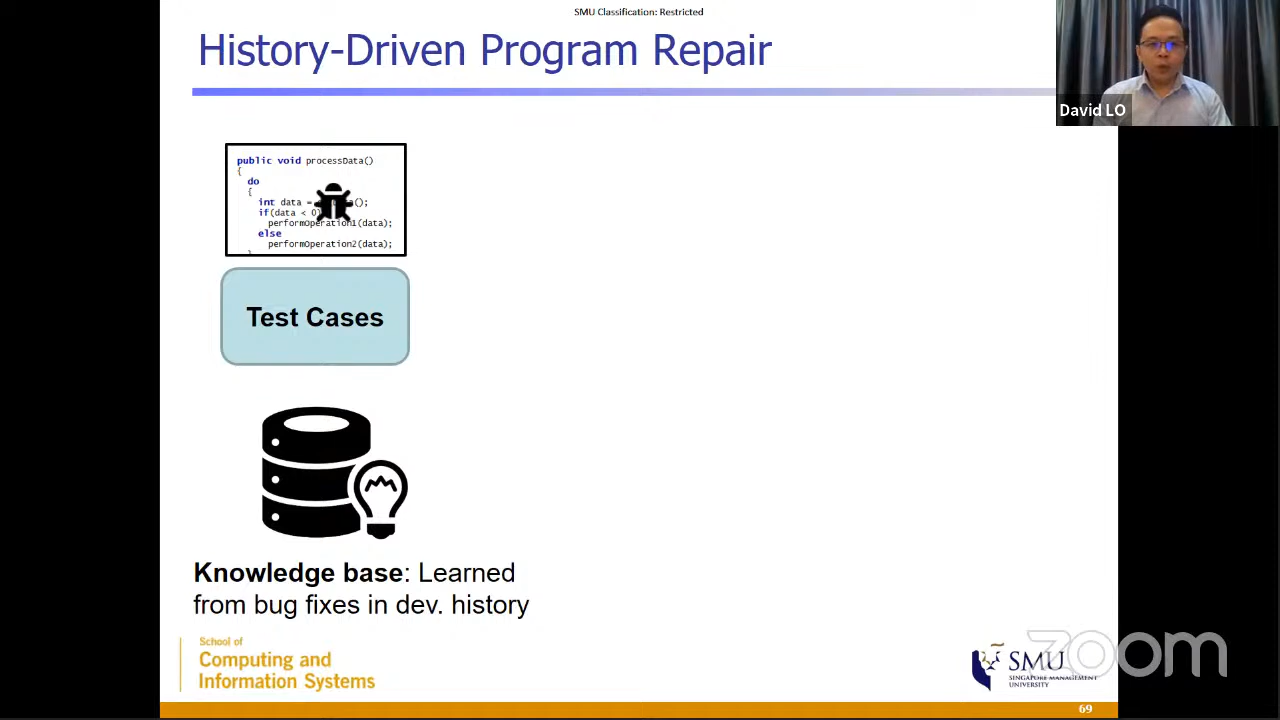 SMU Classification: Restricted
History-Driven Program Repair
David LO
public void processData()
{
do
{
int data = ();
if(data < 0)
performOperation1(data);
else
performOperation2(data);
}
Test Cases
Knowledge base: Learned
from bug fixes in dev. history
School of
Computing and
Information Systems
SMU
SINGAPORE MANAGEMENT
UNIVERSITY
zoom
69